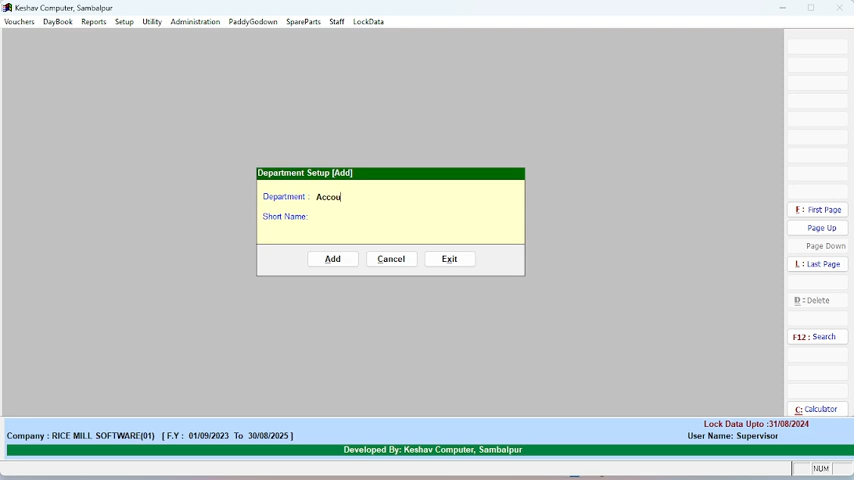 Keshav Computer, Sambalpur
Vouchers DayBook Reports Setup Utility Administration PaddyGodown SpareParts Staff LockData
Department Setup [Add]
Department : Accou
Short Name:
Add Cancel Exit
F : First Page
Page Up
Page Down
L : Last Page
D : Delete
F12 : Search
C: Calculator
Lock Data Upto :31/08/2024
Company : RICE MILL SOFTWARE(01) [ F.Y : 01/09/2023 To 30/08/2025 ] User Name: Supervisor
Developed By: Keshav Computer, Sambalpur
NUM